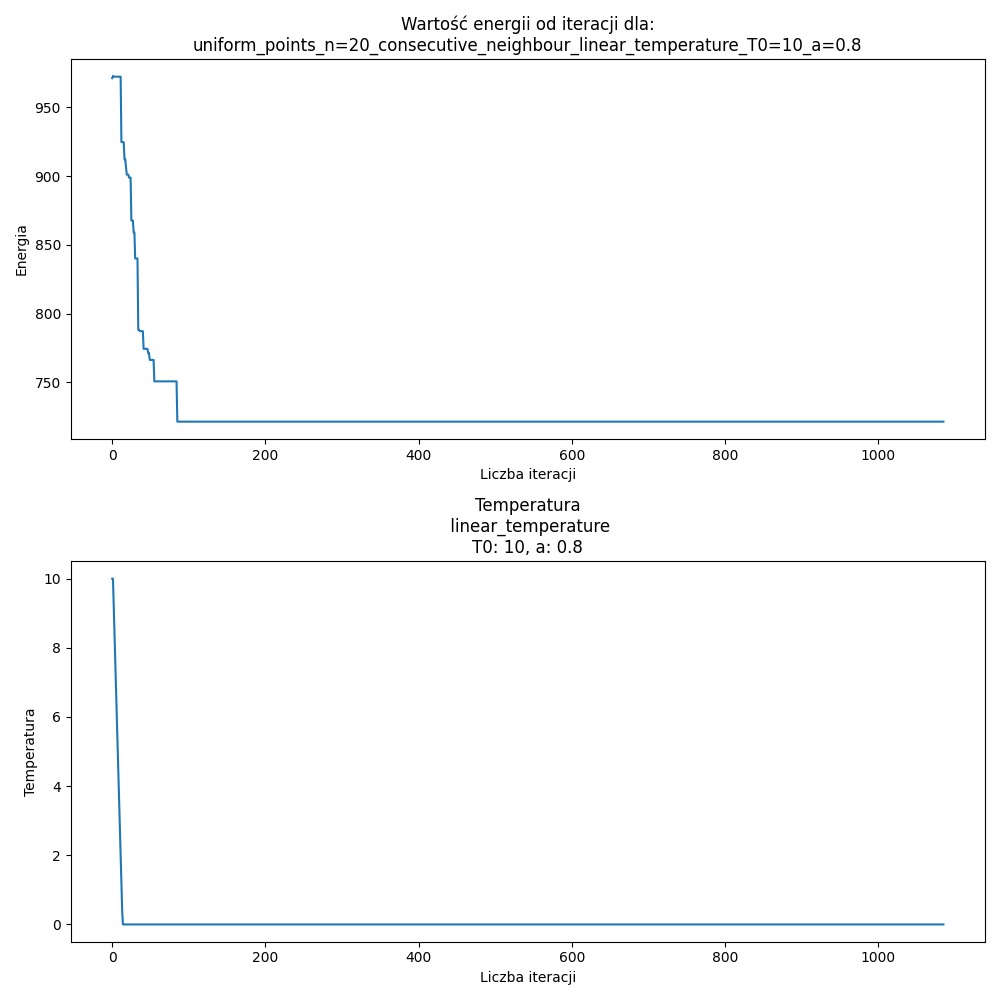 Wartość energii od iteracji dla:
uniform_points_n=20_consecutive_neighbour_linear_temperature_T0=10_a=0.8
950
900
850
800
750
Energia
0 200 400 600 800 1000
Liczba iteracji
Temperatura
linear_temperature
T0: 10, a: 0.8
10
8
6
4
2
0
Temperatura
0 200 400 600 800 1000
Liczba iteracji